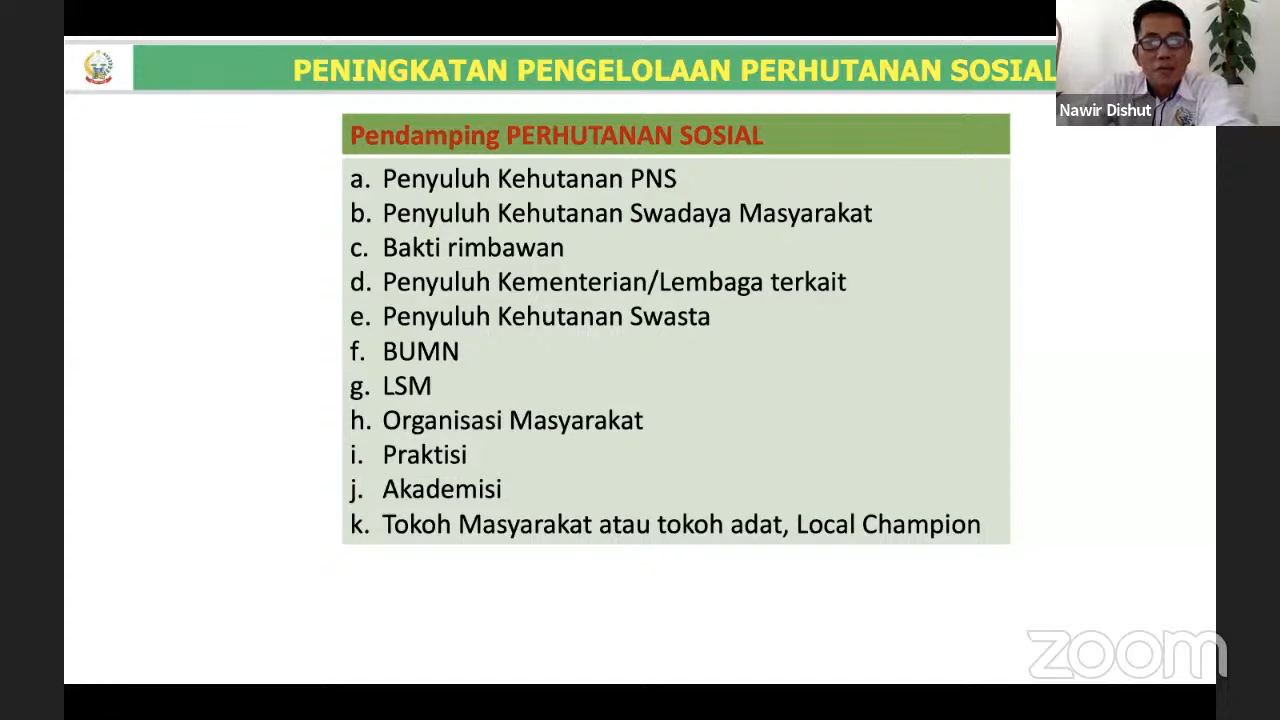 PENINGKATAN PENGELOLAAN PERHUTANAN SOSIAL
Nawir Dishut
Pendamping PERHUTANAN SOSIAL
a. Penyuluh Kehutanan PNS
b. Penyuluh Kehutanan Swadaya Masyarakat
c. Bakti rimbawan
d. Penyuluh Kementerian/Lembaga terkait
e. Penyuluh Kehutanan Swasta
f. BUMN
g. LSM
h. Organisasi Masyarakat
i. Praktisi
j. Akademisi
k. Tokoh Masyarakat atau tokoh adat, Local Champion
zoom